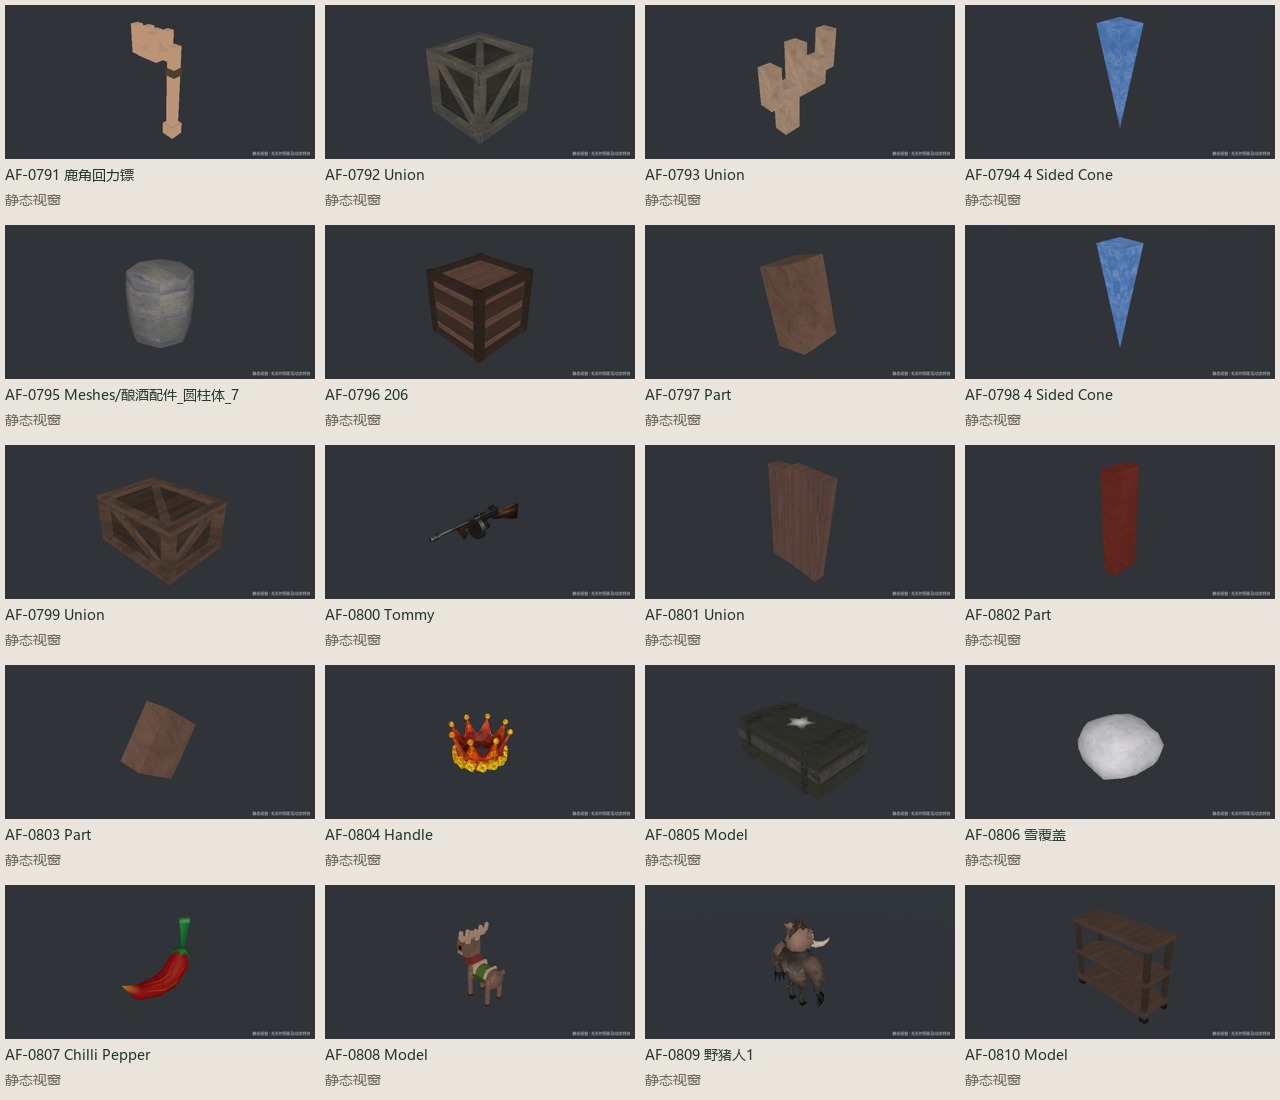 AF-0791 鹿角回力镖
静态视窗
AF-0792 Union
静态视窗
AF-0793 Union
静态视窗
AF-0794 4 Sided Cone
静态视窗
AF-0795 Meshes/酿酒配件_圆柱体_7
静态视窗
AF-0796 206
静态视窗
AF-0797 Part
静态视窗
AF-0798 4 Sided Cone
静态视窗
AF-0799 Union
静态视窗
AF-0800 Tommy
静态视窗
AF-0801 Union
静态视窗
AF-0802 Part
静态视窗
AF-0803 Part
静态视窗
AF-0804 Handle
静态视窗
AF-0805 Model
静态视窗
AF-0806 雪覆盖
静态视窗
AF-0807 Chilli Pepper
静态视窗
AF-0808 Model
静态视窗
AF-0809 野猪人1
静态视窗
AF-0810 Model
静态视窗